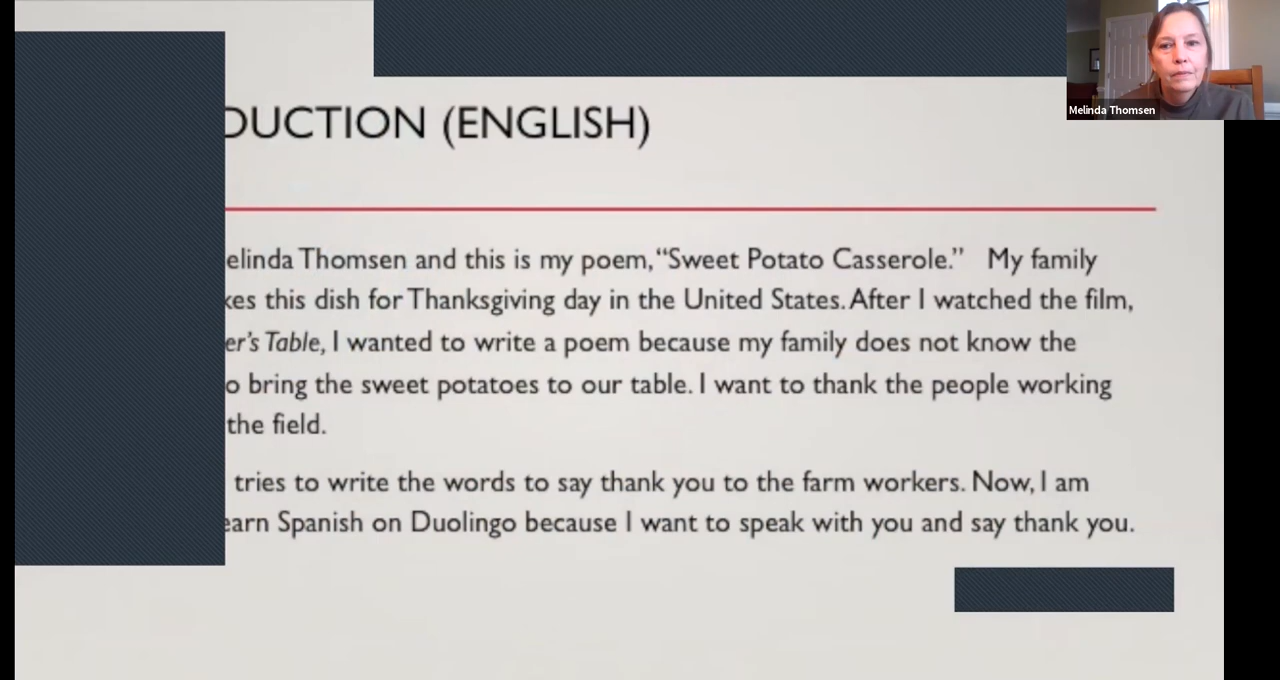 DUCTION (ENGLISH)
Melinda Thomsen
elinda Thomsen and this is my poem, “Sweet Potato Casserole.” My family
kes this dish for Thanksgiving day in the United States. After I watched the film,
er’s Table, I wanted to write a poem because my family does not know the
o bring the sweet potatoes to our table. I want to thank the people working
the field.
tries to write the words to say thank you to the farm workers. Now, I am
earn Spanish on Duolingo because I want to speak with you and say thank you.